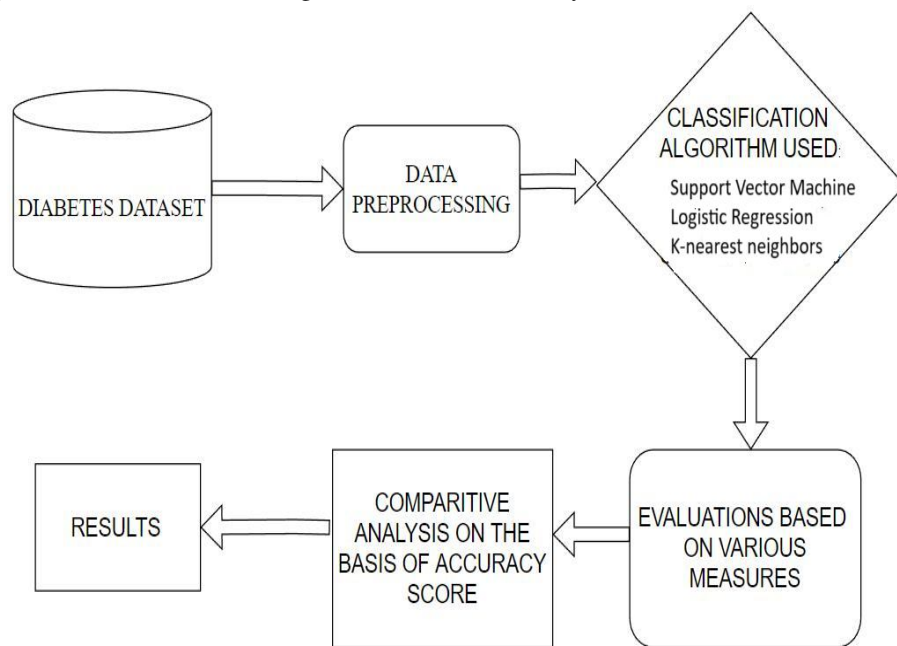 DIABETES DATASET
DATA
PREPROCESSING
CLASSIFICATION
ALGORITHM USED:
Support Vector Machine
Logistic Regression
K-nearest neighbors
EVALUATIONS BASED
ON VARIOUS
MEASURES
COMPARITIVE
ANALYSIS ON THE
BASIS OF ACCURACY
SCORE
RESULTS